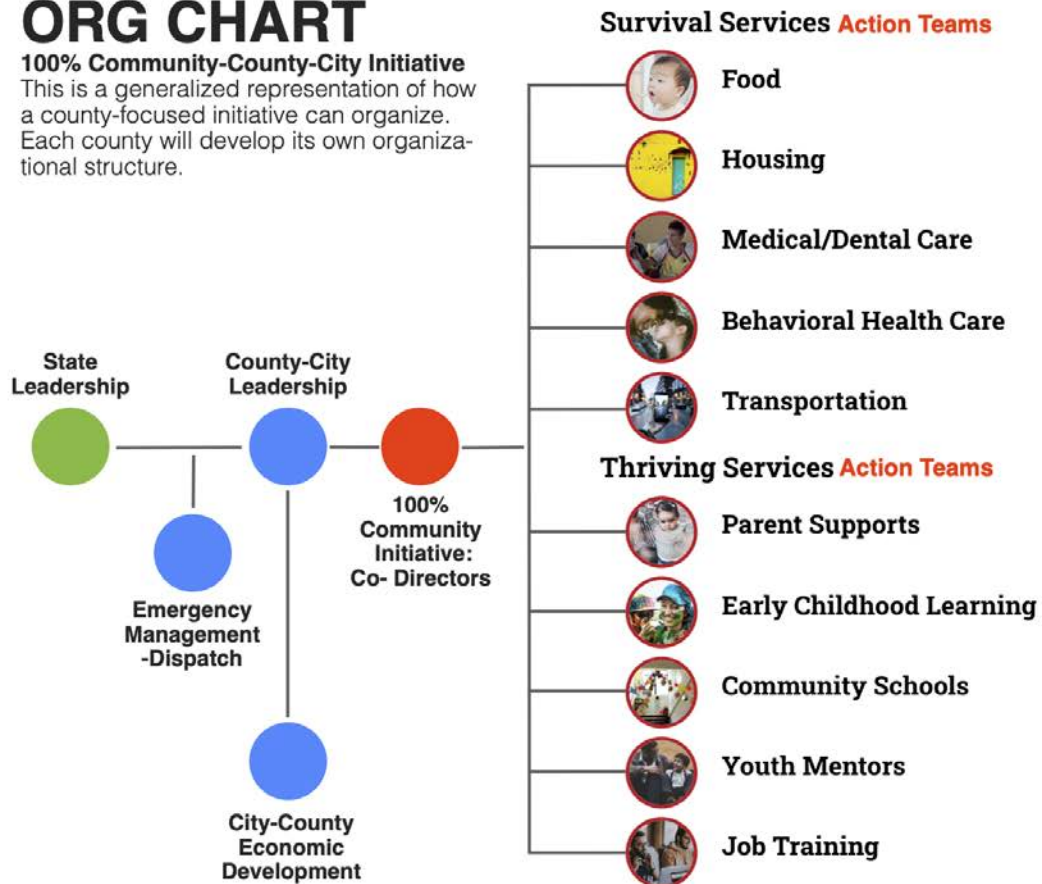 ORG CHART
100% Community-County-City Initiative
This is a generalized representation of how
a county-focused initiative can organize.
Each county will develop its own organiza-
tional structure.
State
Leadership
County-City
Leadership
100%
Community
Initiative:
Co- Directors
Emergency
Management
-Dispatch
City-County
Economic
Development
Survival Services Action Teams
Food
Housing
Medical/Dental Care
Behavioral Health Care
Transportation
Thriving Services Action Teams
Parent Supports
Early Childhood Learning
Community Schools
Youth Mentors
Job Training